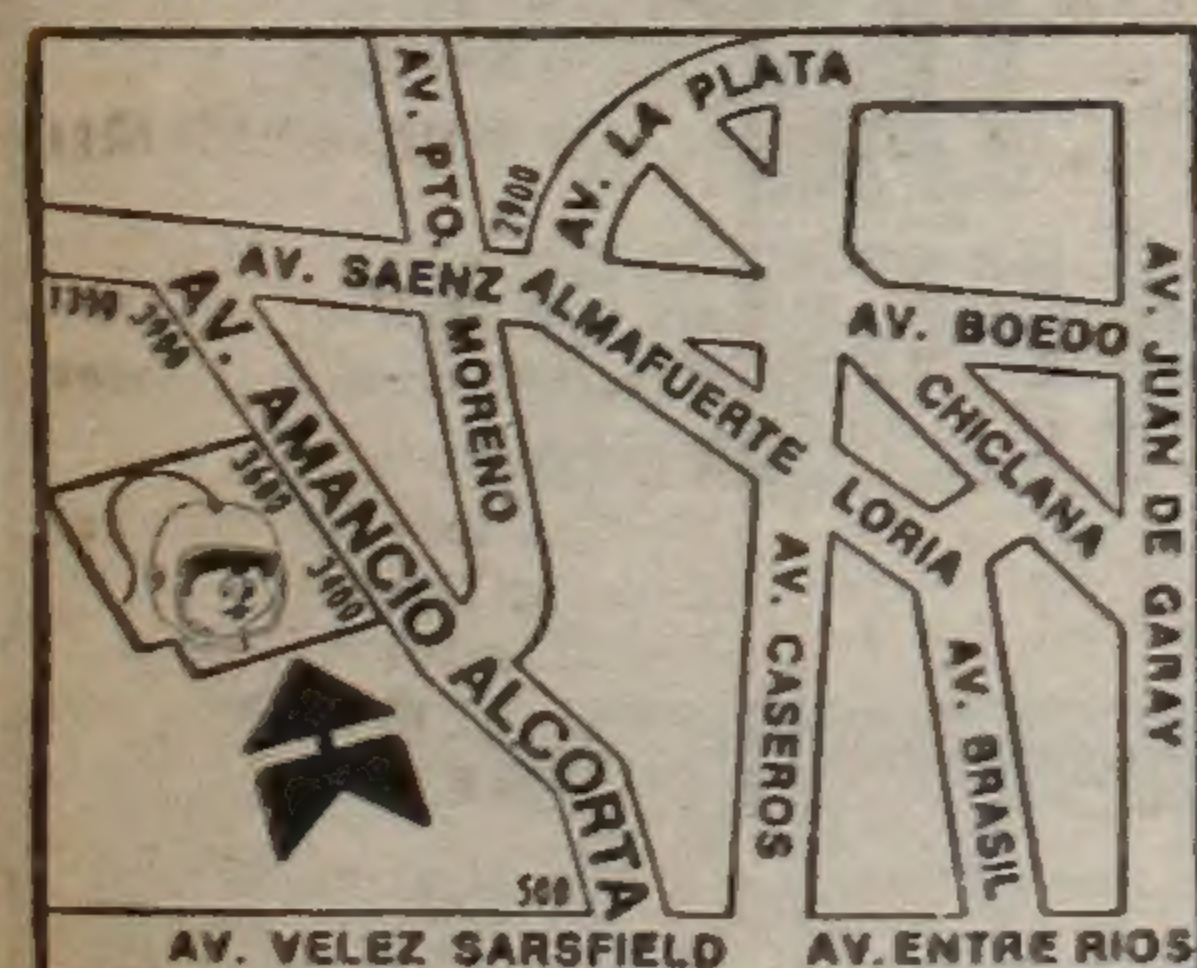 AV. PTO.
MORENO
AV. LA PLATA
2900
AV. SAENZ
ALMAFUERTE
LORIA
AV. BOEDO
CHICLANA
AV. JUAN DE GARAY
AV. AMANCIO ALCORTA
3600
3400
AV. CASEROS
AV. BRASIL
500
AV. VELEZ SARSFIELD
AV. ENTRE RIOS